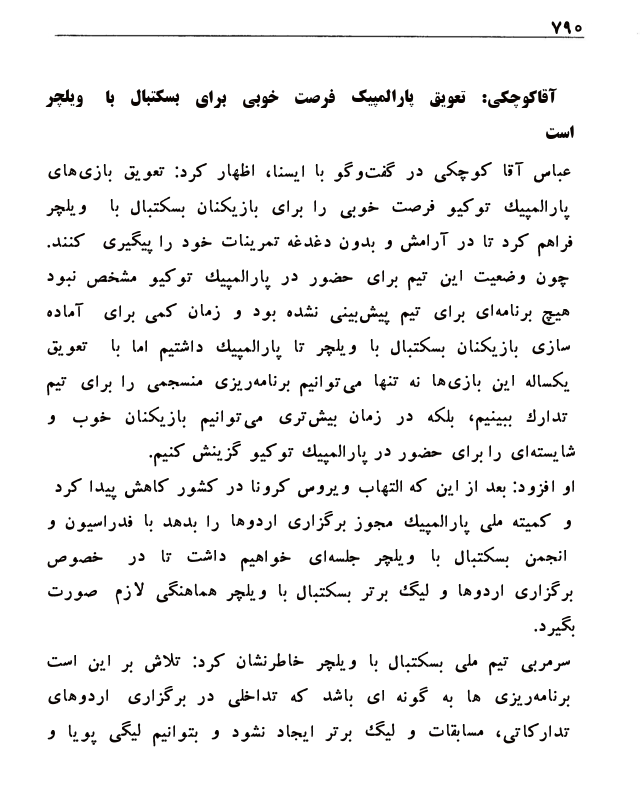 ۷۹۰
آقاکوچکی: تعویق پارالمپیک فرصت خوبی برای بسکتبال با ویلچر
است
عباس آقا کوچکی در گفت‌وگو با ایسنا، اظهار کرد: تعویق بازی‌های
پارالمپیك توکیو فرصت خوبی را برای بازیکنان بسکتبال با ویلچر
فراهم کرد تا در آرامش و بدون دغدغه تمرینات خود را پیگیری کنند.
چون وضعیت این تیم برای حضور در پارالمپیك توکیو مشخص نبود
هیچ برنامه‌ای برای تیم پیش‌بینی نشده بود و زمان کمی برای آماده
سازی بازیکنان بسکتبال با ویلچر تا پارالمپیك داشتیم اما با تعویق
یکساله این بازی‌ها نه تنها می‌توانیم برنامه‌ریزی منسجمی را برای تیم
تدارك ببینیم، بلکه در زمان بیش‌تری می‌توانیم بازیکنان خوب و
شایسته‌ای را برای حضور در پارالمپیك توکیو گزینش کنیم.
او افزود: بعد از این که التهاب ویروس کرونا در کشور کاهش پیدا کرد
و کمیته ملی پارالمپیك مجوز برگزاری اردوها را بدهد با فدراسیون و
انجمن بسکتبال با ویلچر جلسه‌ای خواهیم داشت تا در خصوص
برگزاری اردوها و لیگ برتر بسکتبال با ویلچر هماهنگی لازم صورت
بگیرد.
سرمربی تیم ملی بسکتبال با ویلچر خاطرنشان کرد: تلاش بر این است
برنامه‌ریزی ها به گونه ای باشد که تداخلی در برگزاری اردوهای
تدارکاتی، مسابقات و لیگ برتر ایجاد نشود و بتوانیم لیگی پویا و